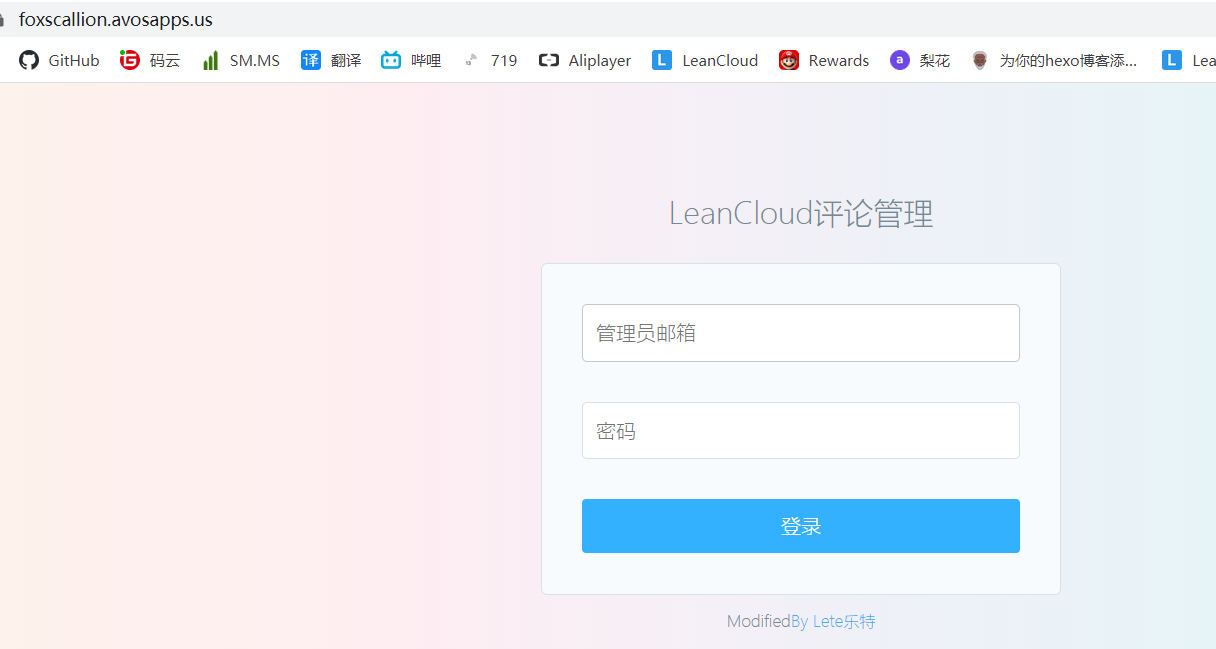 foxscallion.avosapps.us
GitHub 码云 SM.MS 译 翻译 哔哩 719 Aliplayer L LeanCloud Rewards a 梨花 为你的hexo博客添... L Lea
LeanCloud评论管理
管理员邮箱
密码
登录
ModifiedBy Lete乐特